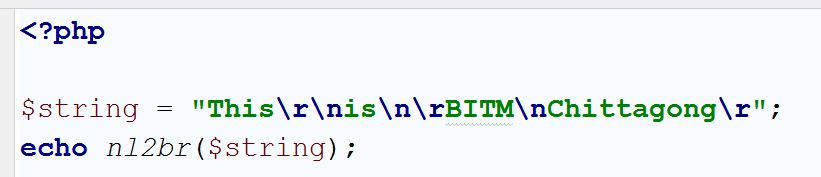 <?php
$string = "This\r\nis\n\rBITM\nChittagong\r";
echo nl2br($string);